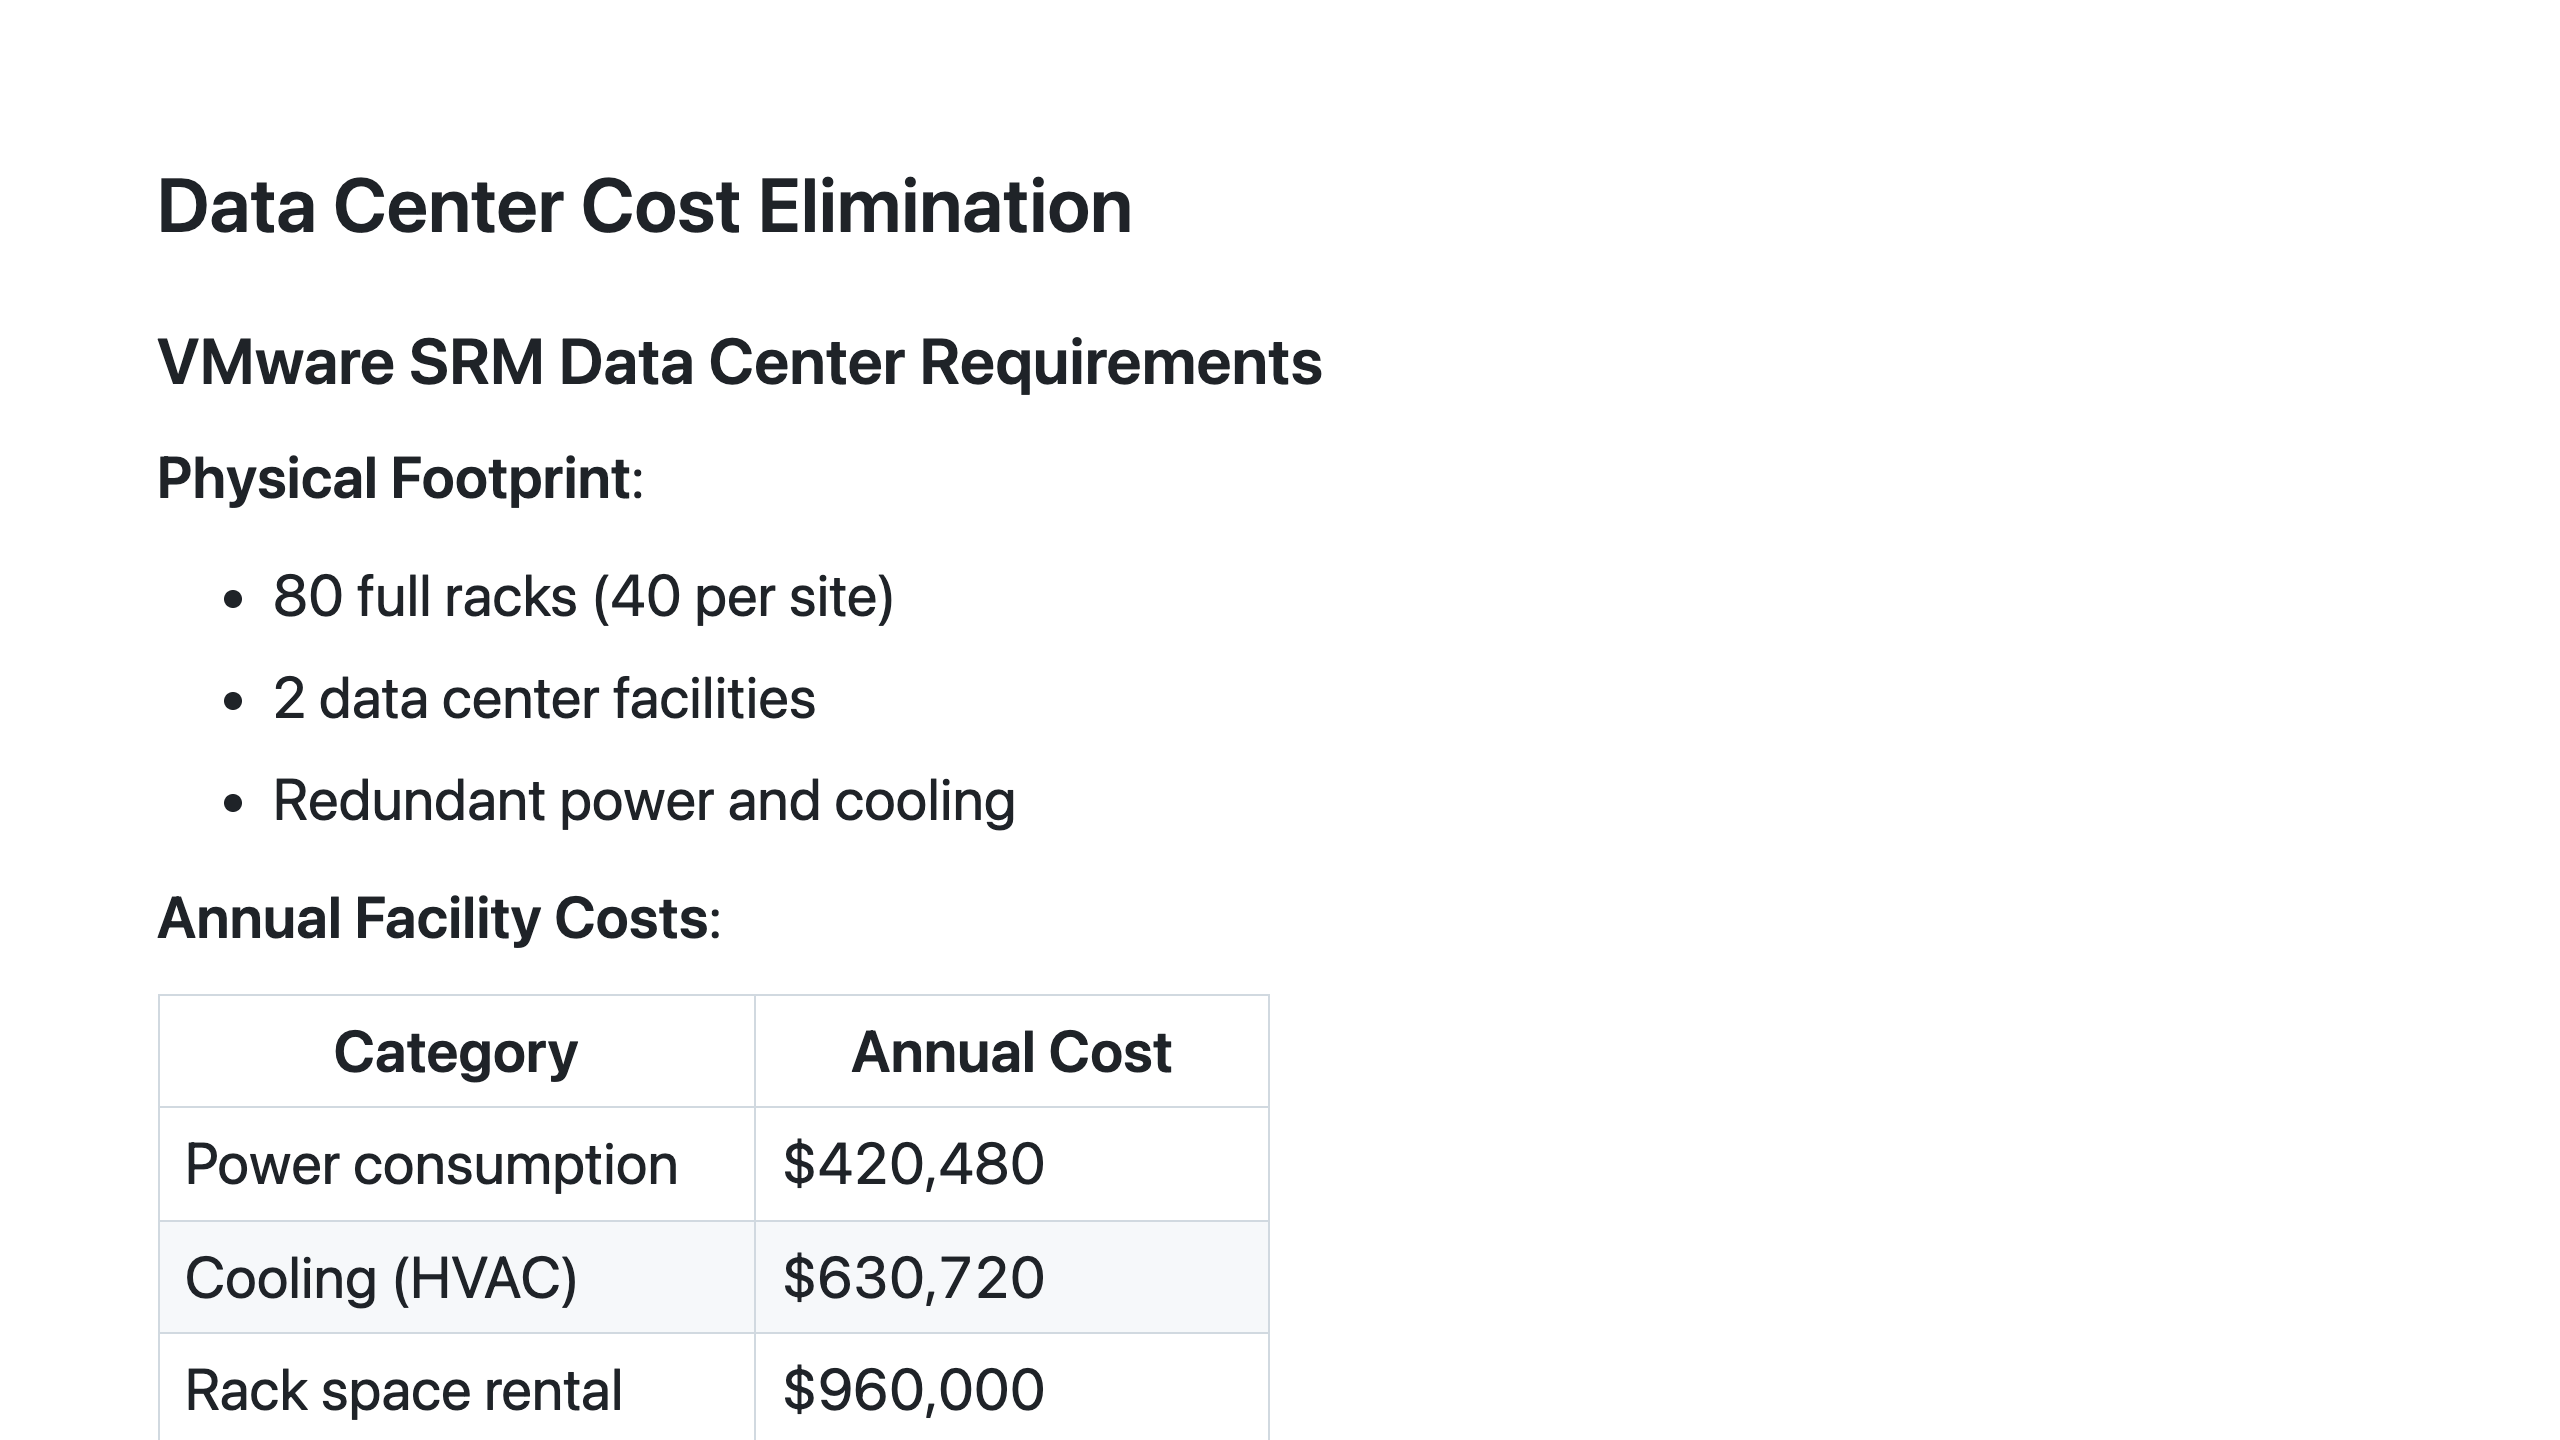 Data Center Cost Elimination
VMware SRM Data Center Requirements
Physical Footprint:
• 80 full racks (40 per site)
• 2 data center facilities
• Redundant power and cooling
Annual Facility Costs:
Category Annual Cost
Power consumption $420,480
Cooling (HVAC) $630,720
Rack space rental $960,000